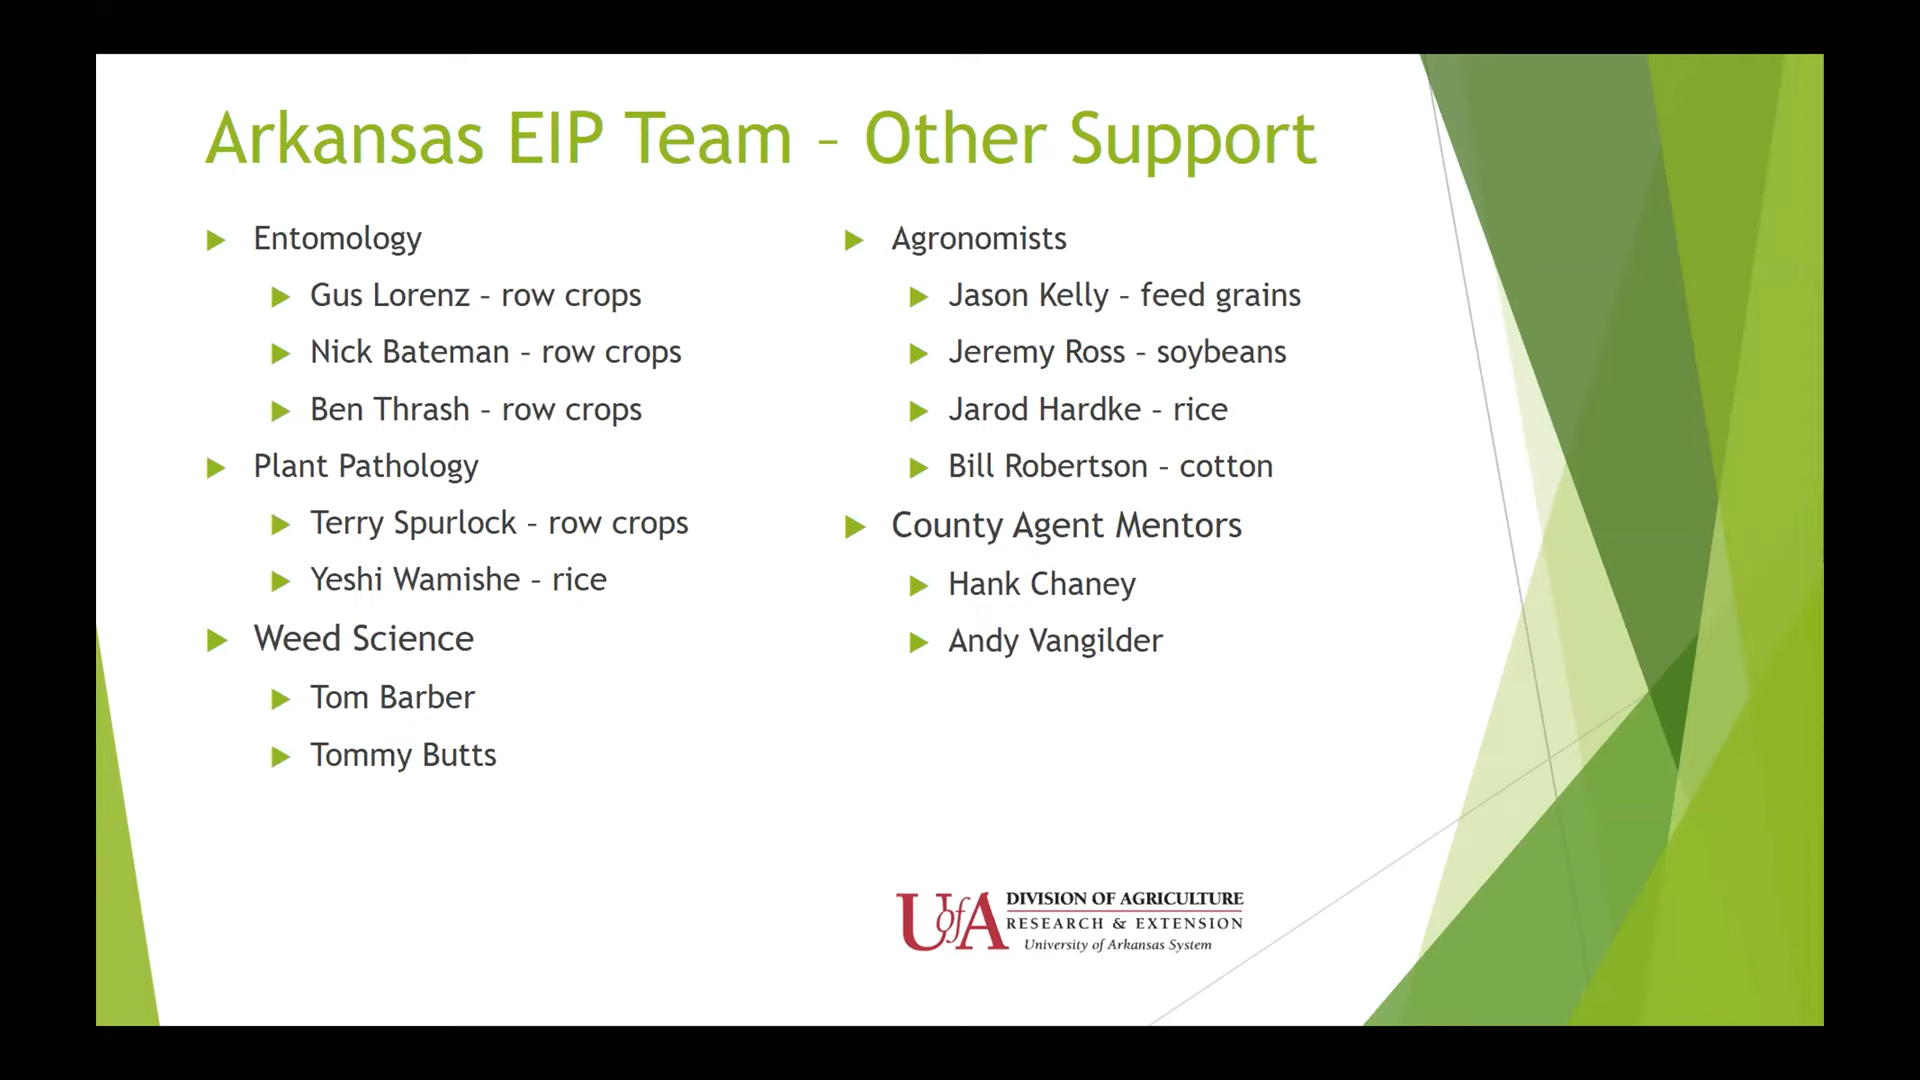 Arkansas EIP Team – Other Support
Entomology
Gus Lorenz – row crops
Nick Bateman – row crops
Ben Thrash – row crops
Plant Pathology
Terry Spurlock – row crops
Yeshi Wamishe – rice
Weed Science
Tom Barber
Tommy Butts
Agronomists
Jason Kelly – feed grains
Jeremy Ross – soybeans
Jarod Hardke – rice
Bill Robertson – cotton
County Agent Mentors
Hank Chaney
Andy Vangilder
UofA
DIVISION OF AGRICULTURE
RESEARCH & EXTENSION
University of Arkansas System